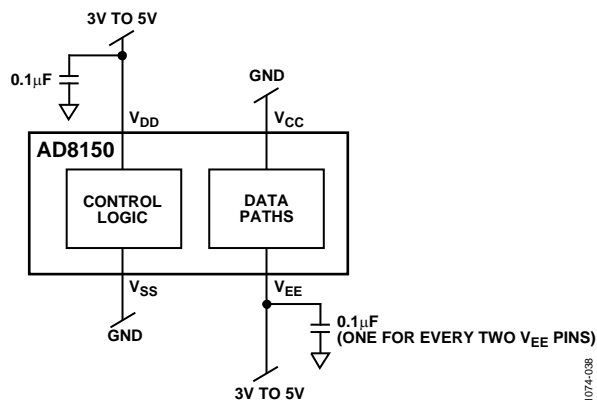 3V TO 5V
0.1µF
GND
V_DD
V_CC
AD8150
CONTROL
LOGIC
DATA
PATHS
V_SS
V_EE
GND
0.1µF
(ONE FOR EVERY TWO V_EE PINS)
3V TO 5V
1074-038